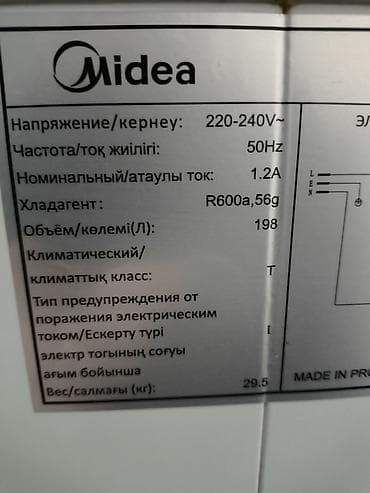 Midea
Напряжение/кернеу: 220-240V~
Частота/тоқ жиілігі: 50Hz
Номинальный/атаулы ток: 1.2A
Хладагент: R600a,56g
Объём/көлемі(Л): 198
Климатический/
климаттық класс: T
Тип предупреждения от
поражения электрическим
током/Ескерту түрі I
электр тогының соғуы
ағым бойынша
Вес/салмағы (кг): 29.5
L
E
N
MADE IN